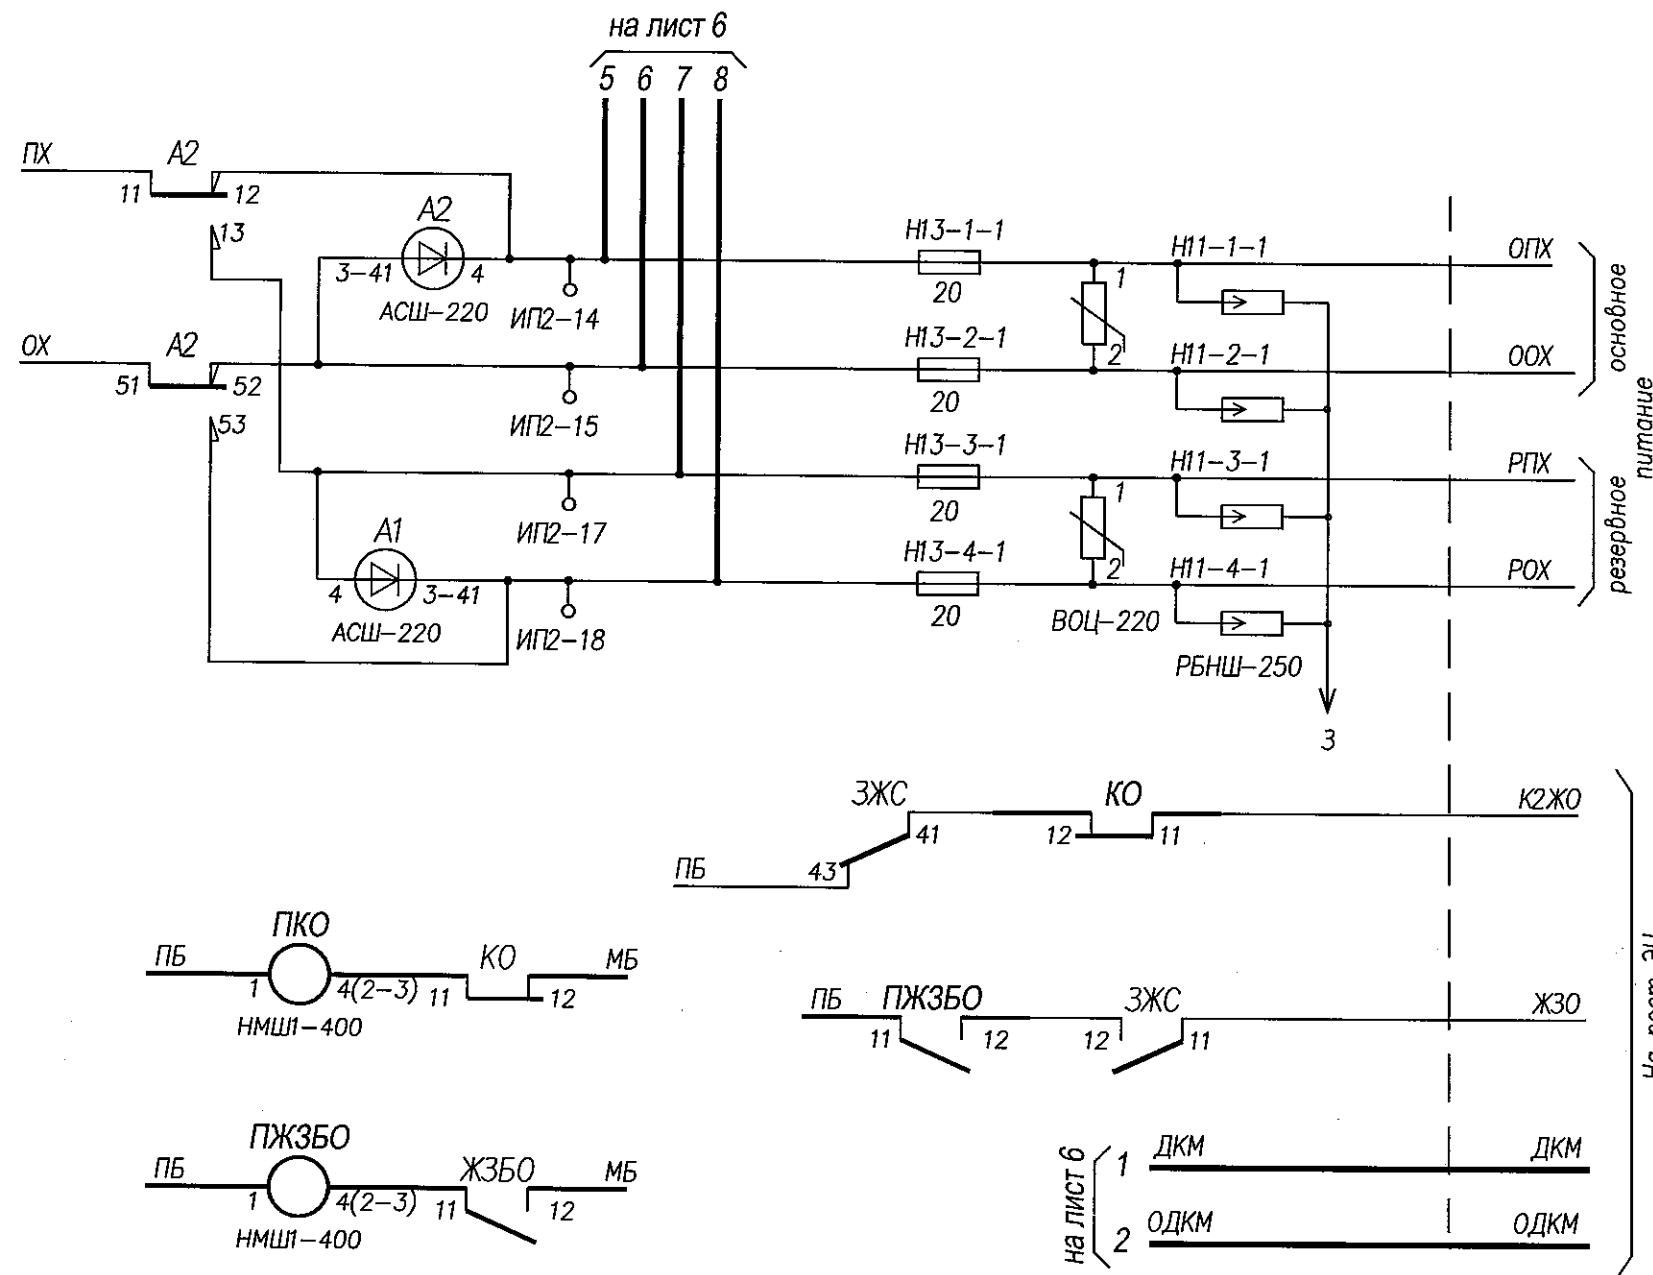 на лист 6
5 6 7 8
ПХ
А2
11 12
13
А2
3-41 4
АСШ-220
ИП2-14
Н13-1-1
20
1
2
Н11-1-1
ОПХ
ОХ
А2
51 52
53
ИП2-15
Н13-2-1
20
Н11-2-1
ООХ
основное
питание
ИП2-17
Н13-3-1
20
1
2
Н11-3-1
РПХ
резервное
А1
4 3-41
АСШ-220
ИП2-18
Н13-4-1
20
ВОЦ-220
Н11-4-1
РОХ
РБНШ-250
3
ЗЖС
КО
К2ЖО
ПБ 43 41 12 11
ПКО
ПБ КО МБ
1 4(2-3) 11 12
НМШ1-400
ПБ ПЖЗБО ЗЖС ЖЗО
11 12 12 11
ПЖЗБО
ПБ ЖЗБО МБ
1 4(2-3) 11 12
НМШ1-400
на лист 6
1 ДКМ ДКМ
2 ОДКМ ОДКМ